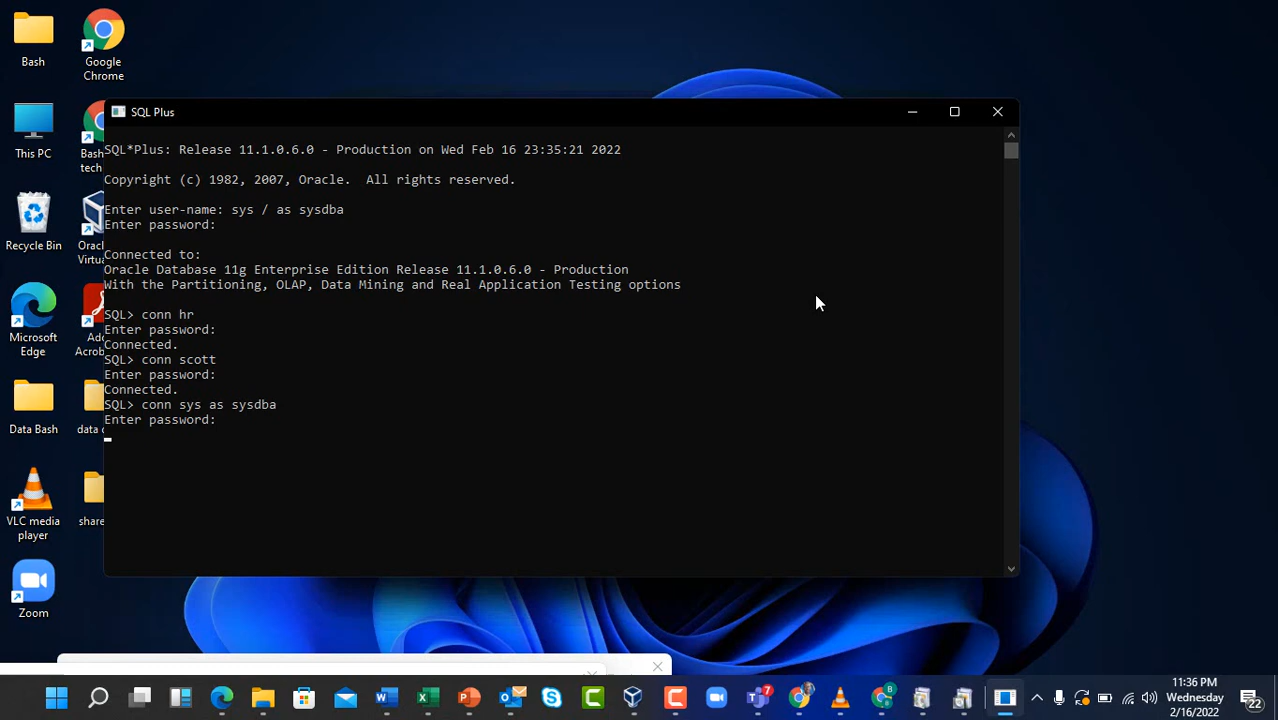 Bash
Google
Chrome
This PC
Bash
tech
Recycle Bin
Orac
Virtua
Microsoft
Edge
Ado
Acroba
Data Bash
data
VLC media
player
share
Zoom
SQL Plus
SQL*Plus: Release 11.1.0.6.0 - Production on Wed Feb 16 23:35:21 2022
Copyright (c) 1982, 2007, Oracle.  All rights reserved.
Enter user-name: sys / as sysdba
Enter password:
Connected to:
Oracle Database 11g Enterprise Edition Release 11.1.0.6.0 - Production
With the Partitioning, OLAP, Data Mining and Real Application Testing options
SQL> conn hr
Enter password:
Connected.
SQL> conn scott
Enter password:
Connected.
SQL> conn sys as sysdba
Enter password:
7
B
11:36 PM
Wednesday
2/16/2022
22